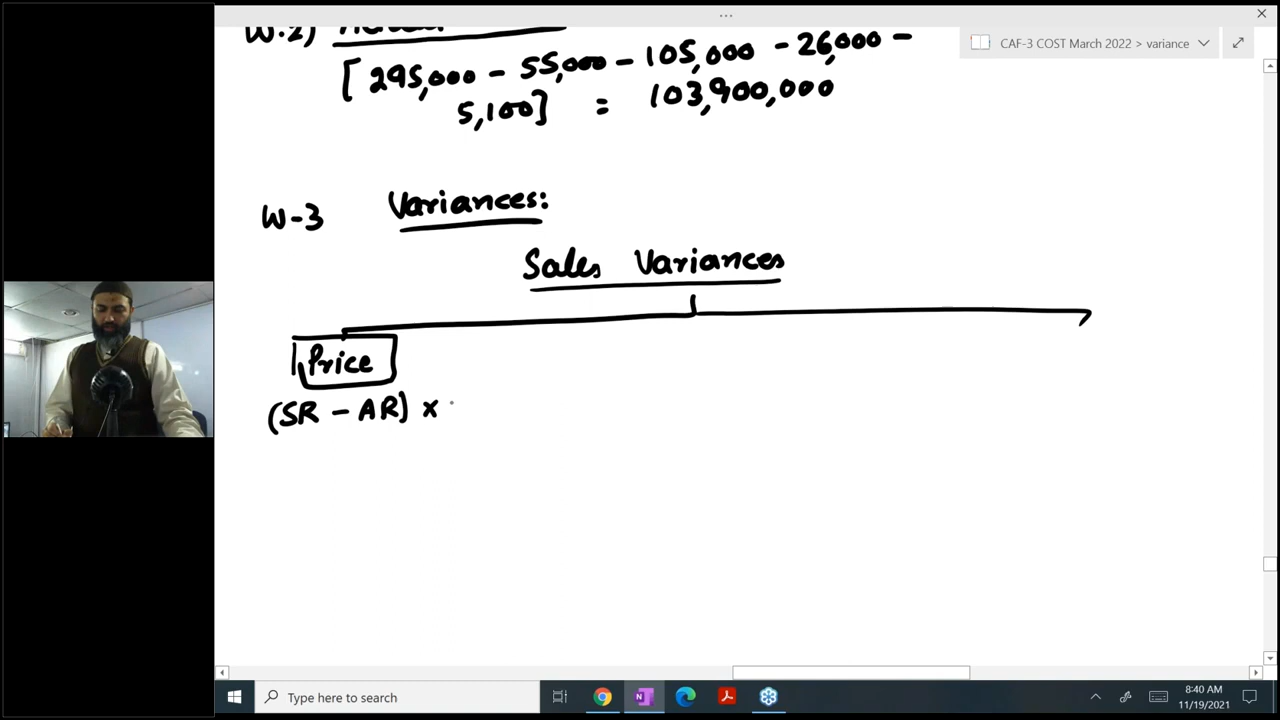 ...
CAF-3 COST March 2022 > variance
W.2) Actual
[295,000 - 55,000 - 105,000 - 26,000 -
5,100] = 103,900,000
W-3 Variances:
Sales Variances
Price
(SR - AR) ×
Type here to search
8:40 AM
11/19/2021